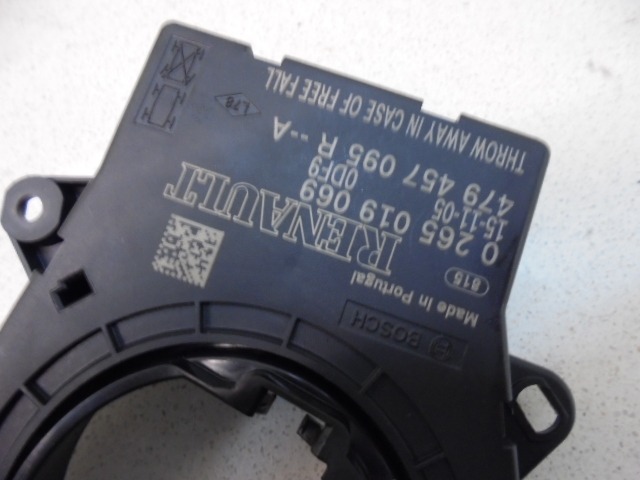 BOSCH
Made in Portugal
815
RENAULT
0 265 019 069
15-11-05 0DF9
479 457 095 R --A
THROW AWAY IN CASE OF FREE FALL
L78